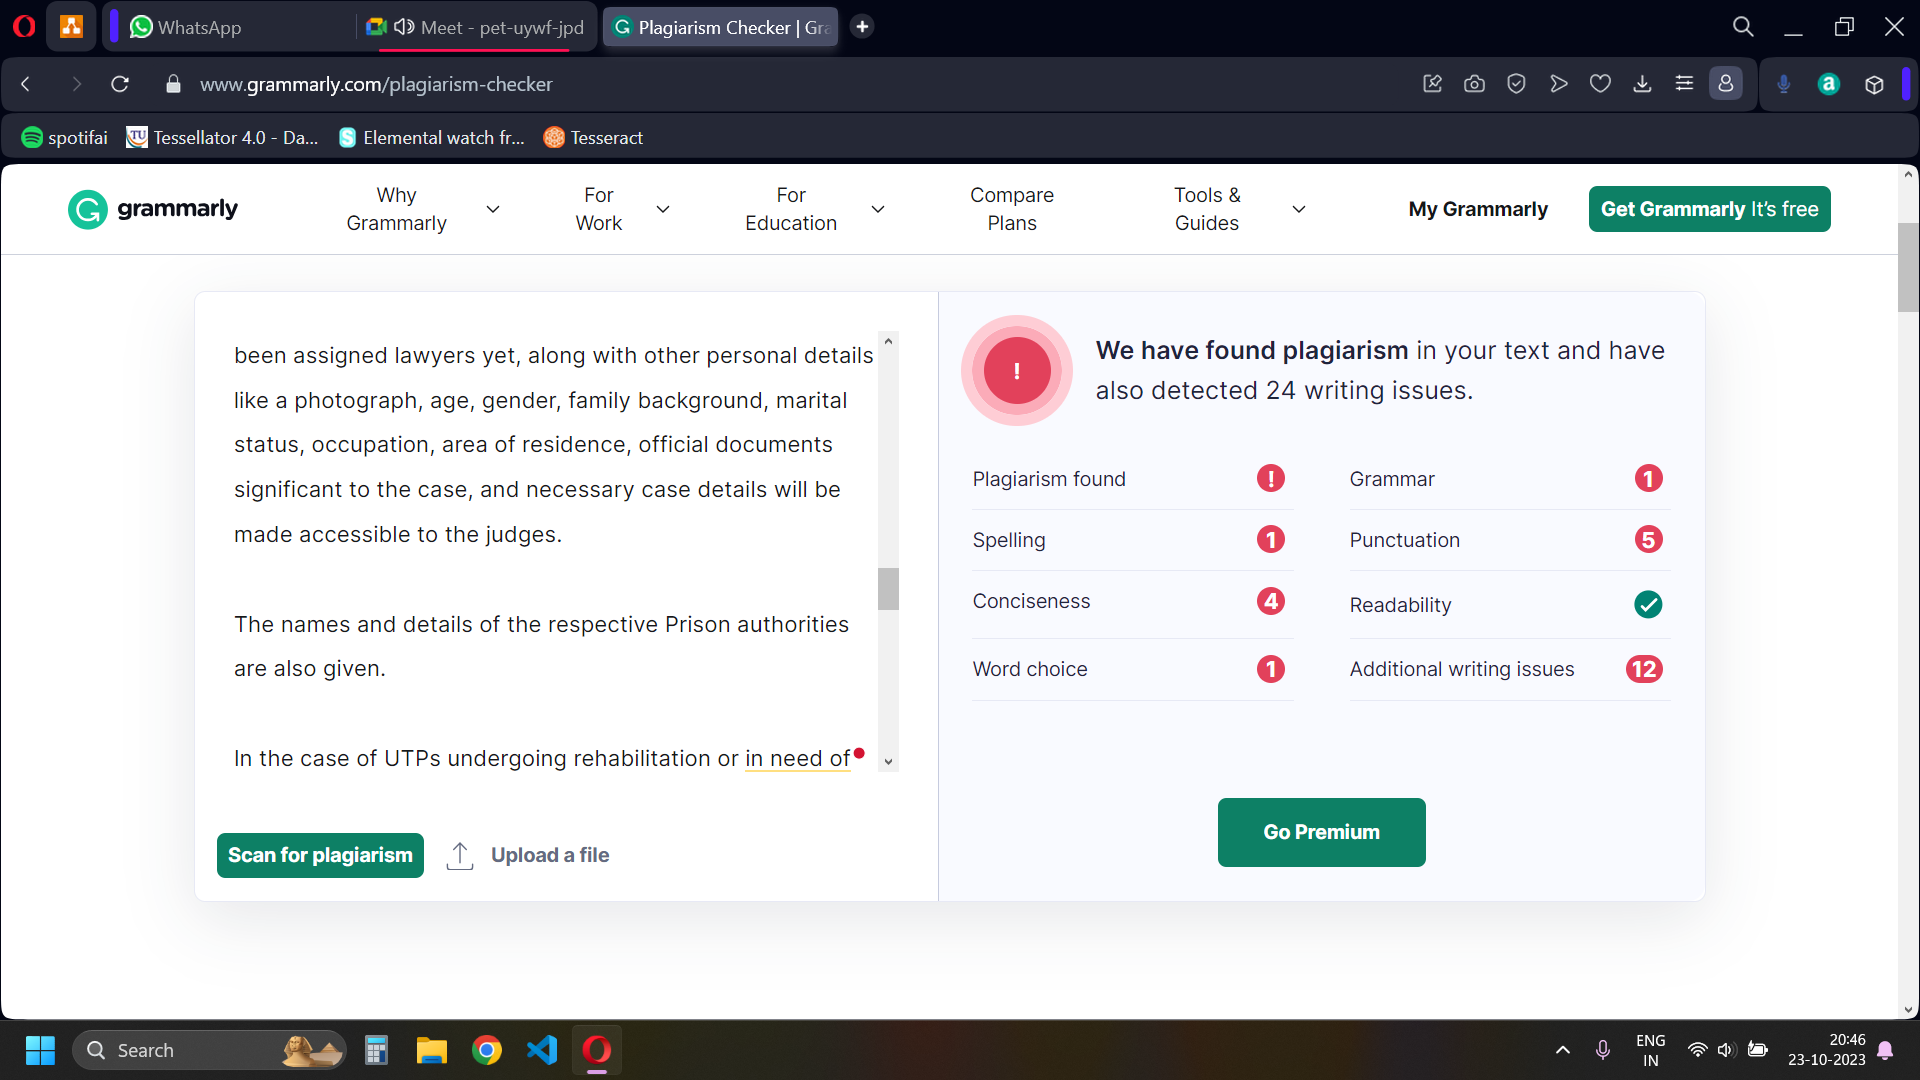 WhatsApp
Meet - pet-uywf-jpd
Plagiarism Checker | Gra
www.grammarly.com/plagiarism-checker
spotifai
Tessellator 4.0 - Da...
Elemental watch fr...
Tesseract
grammarly
Why
Grammarly
For
Work
For
Education
Compare
Plans
Tools &
Guides
My Grammarly
Get Grammarly It's free
been assigned lawyers yet, along with other personal details
like a photograph, age, gender, family background, marital
status, occupation, area of residence, official documents
significant to the case, and necessary case details will be
made accessible to the judges.
The names and details of the respective Prison authorities
are also given.
In the case of UTPs undergoing rehabilitation or in need of
Scan for plagiarism
Upload a file
We have found plagiarism in your text and have
also detected 24 writing issues.
Plagiarism found !
Grammar 1
Spelling 1
Punctuation 5
Conciseness 4
Readability
Word choice 1
Additional writing issues 12
Go Premium
Search
ENG
IN
20:46
23-10-2023